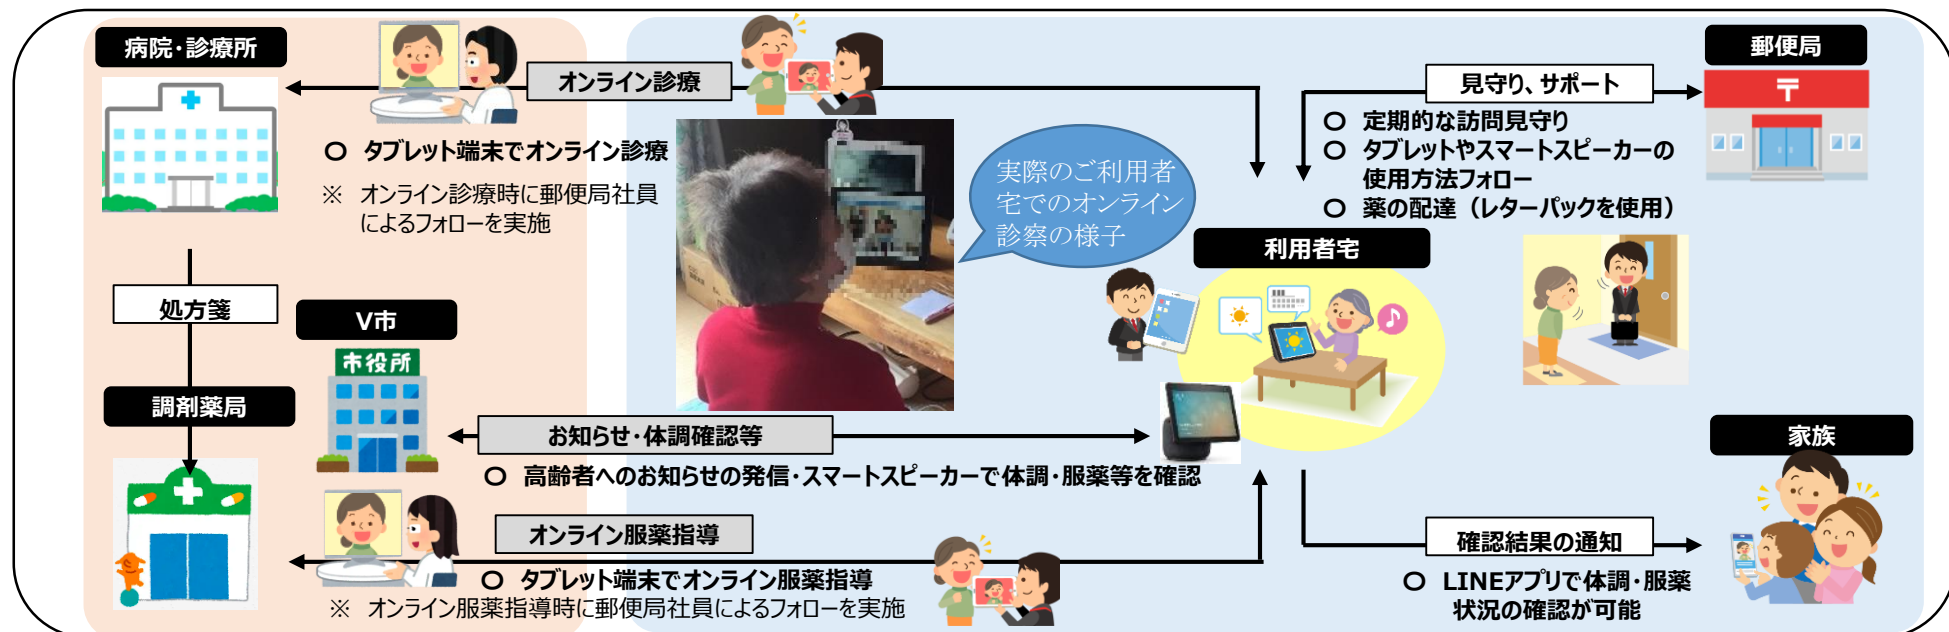 病院・診療所
オンライン診療
〇 タブレット端末でオンライン診療
※ オンライン診療時に郵便局社員
によるフォローを実施
実際のご利用者
宅でのオンライン
診察の様子
郵便局
〒
見守り、サポート
〇 定期的な訪問見守り
〇 タブレットやスマートスピーカーの
使用方法フォロー
〇 薬の配達（レターパックを使用）
利用者宅
処方箋
V市
市役所
調剤薬局
お知らせ・体調確認等
〇 高齢者へのお知らせの発信・スマートスピーカーで体調・服薬等を確認
オンライン服薬指導
〇 タブレット端末でオンライン服薬指導
※ オンライン服薬指導時に郵便局社員によるフォローを実施
家族
確認結果の通知
〇 LINEアプリで体調・服薬
状況の確認が可能